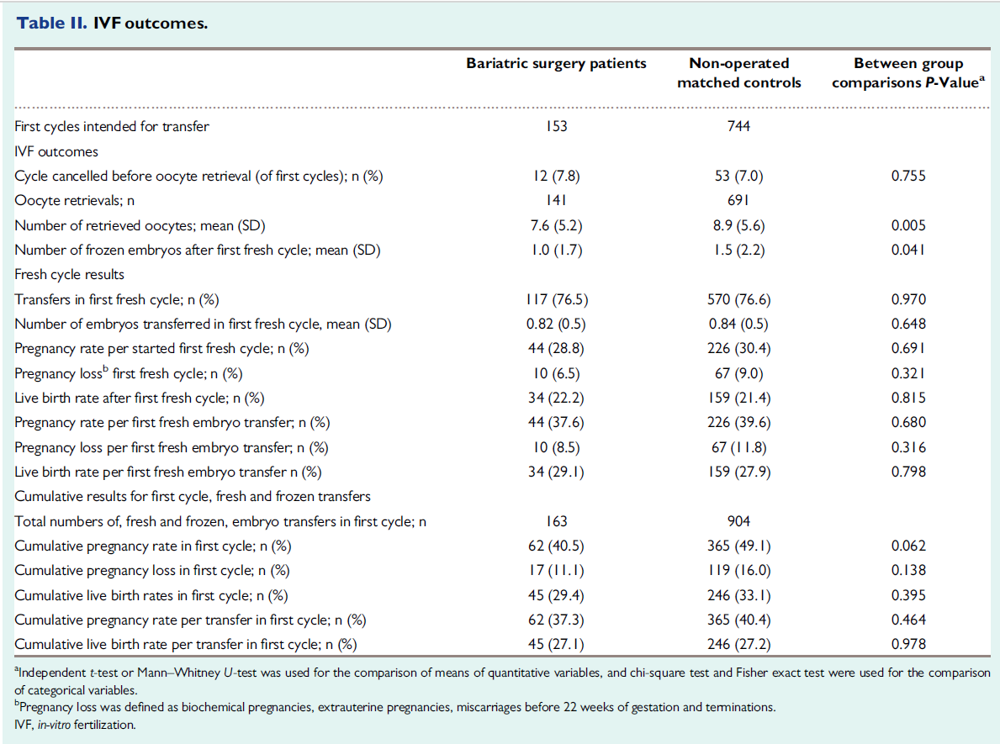 Table II. IVF outcomes.
Bariatric surgery patients Non-operated matched controls Between group comparisons P-Valueᵃ
First cycles intended for transfer 153 744
IVF outcomes
Cycle cancelled before oocyte retrieval (of first cycles); n (%) 12 (7.8) 53 (7.0) 0.755
Oocyte retrievals; n 141 691
Number of retrieved oocytes; mean (SD) 7.6 (5.2) 8.9 (5.6) 0.005
Number of frozen embryos after first fresh cycle; mean (SD) 1.0 (1.7) 1.5 (2.2) 0.041
Fresh cycle results
Transfers in first fresh cycle; n (%) 117 (76.5) 570 (76.6) 0.970
Number of embryos transferred in first fresh cycle, mean (SD) 0.82 (0.5) 0.84 (0.5) 0.648
Pregnancy rate per started first fresh cycle; n (%) 44 (28.8) 226 (30.4) 0.691
Pregnancy lossᵇ first fresh cycle; n (%) 10 (6.5) 67 (9.0) 0.321
Live birth rate after first fresh cycle; n (%) 34 (22.2) 159 (21.4) 0.815
Pregnancy rate per first fresh embryo transfer; n (%) 44 (37.6) 226 (39.6) 0.680
Pregnancy loss per first fresh embryo transfer; n (%) 10 (8.5) 67 (11.8) 0.316
Live birth rate per first fresh embryo transfer n (%) 34 (29.1) 159 (27.9) 0.798
Cumulative results for first cycle, fresh and frozen transfers
Total numbers of, fresh and frozen, embryo transfers in first cycle; n 163 904
Cumulative pregnancy rate in first cycle; n (%) 62 (40.5) 365 (49.1) 0.062
Cumulative pregnancy loss in first cycle; n (%) 17 (11.1) 119 (16.0) 0.138
Cumulative live birth rates in first cycle; n (%) 45 (29.4) 246 (33.1) 0.395
Cumulative pregnancy rate per transfer in first cycle; n (%) 62 (37.3) 365 (40.4) 0.464
Cumulative live birth rate per transfer in first cycle; n (%) 45 (27.1) 246 (27.2) 0.978
ᵃIndependent t-test or Mann–Whitney U-test was used for the comparison of means of quantitative variables, and chi-square test and Fisher exact test were used for the comparison
of categorical variables.
ᵇPregnancy loss was defined as biochemical pregnancies, extrauterine pregnancies, miscarriages before 22 weeks of gestation and terminations.
IVF, in-vitro fertilization.